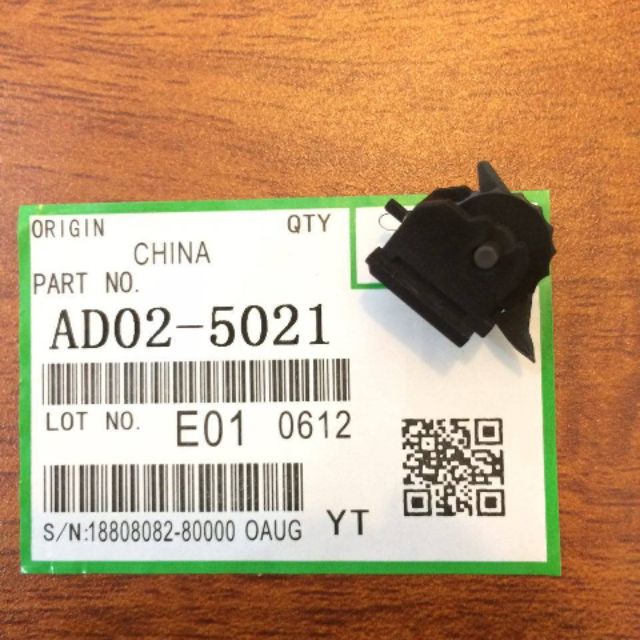 ORIGIN QTY
CHINA
PART NO.
AD02-5021
LOT NO. E01 0612
S/N:18808082-80000 OAUG YT